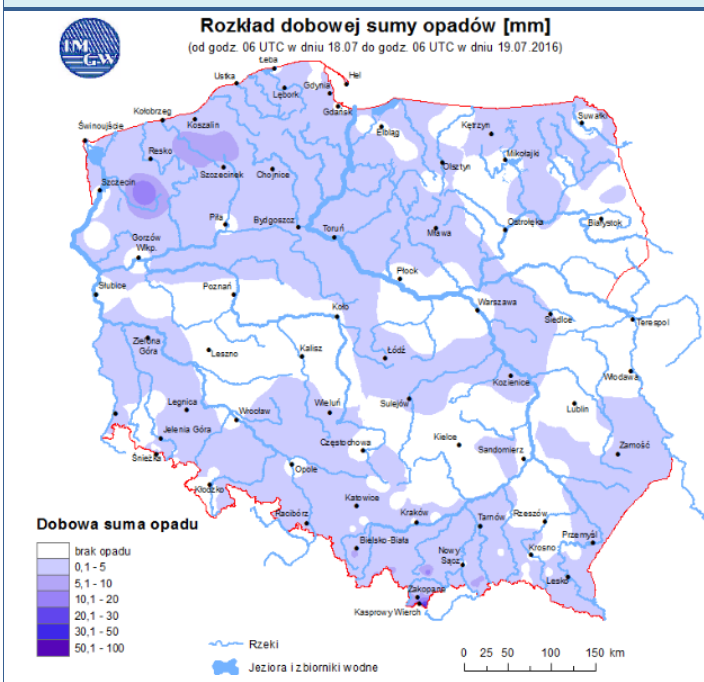 Rozkład dobowej sumy opadów [mm]
(od godz. 06 UTC w dniu 18.07 do godz. 06 UTC w dniu 19.07.2016)
IM
GW
Łeba
Hel
Ustka
Gdynia
Lębork
Gdańsk
Kołobrzeg
Koszalin
Świnoujście
Elbląg
Kętrzyn
Suwałki
Resko
Szczecinek
Chojnice
Olsztyn
Mikołajki
Szczecin
Piła
Bydgoszcz
Toruń
Mława
Ostrołęka
Białystok
Gorzów
Wkp.
Płock
Słubice
Poznań
Koło
Warszawa
Siedlce
Terespol
Zielona
Góra
Leszno
Kalisz
Łódź
Kozienice
Włodawa
Legnica
Wrocław
Wieluń
Sulejów
Lublin
Jelenia Góra
Częstochowa
Kielce
Sandomierz
Zamość
Śnieżka
Opole
Kłodzko
Katowice
Racibórz
Kraków
Tarnów
Rzeszów
Przemyśl
Bielsko-Biała
Nowy
Sącz
Krosno
Lesko
Zakopane
Kasprowy Wierch
Dobowa suma opadu
brak opadu
0,1 - 5
5,1 - 10
10,1 - 20
20,1 - 30
30,1 - 50
50,1 - 100
Rzeki
Jeziora i zbiorniki wodne
0 25 50 100 150 km